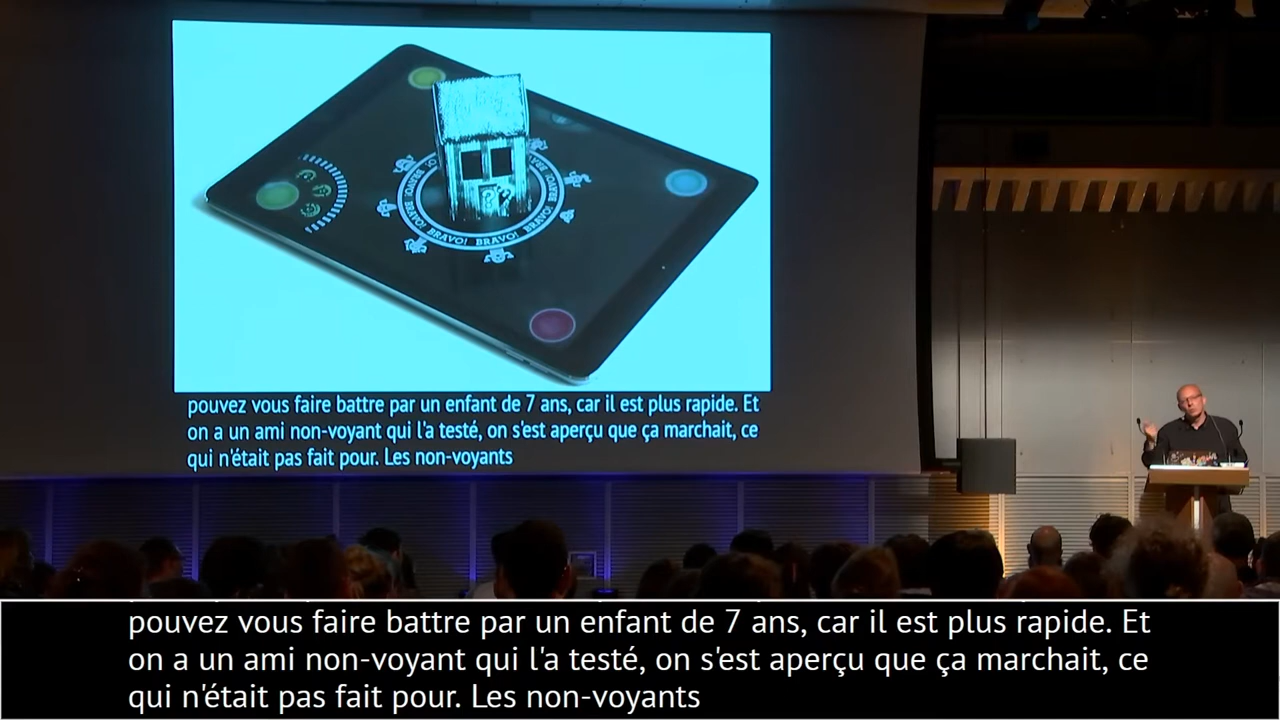 BRAVO! BRAVO! BRAVO! BRAVO!
pouvez vous faire battre par un enfant de 7 ans, car il est plus rapide. Et
on a un ami non-voyant qui l'a testé, on s'est aperçu que ça marchait, ce
qui n'était pas fait pour. Les non-voyants
pouvez vous faire battre par un enfant de 7 ans, car il est plus rapide. Et
on a un ami non-voyant qui l'a testé, on s'est aperçu que ça marchait, ce
qui n'était pas fait pour. Les non-voyants